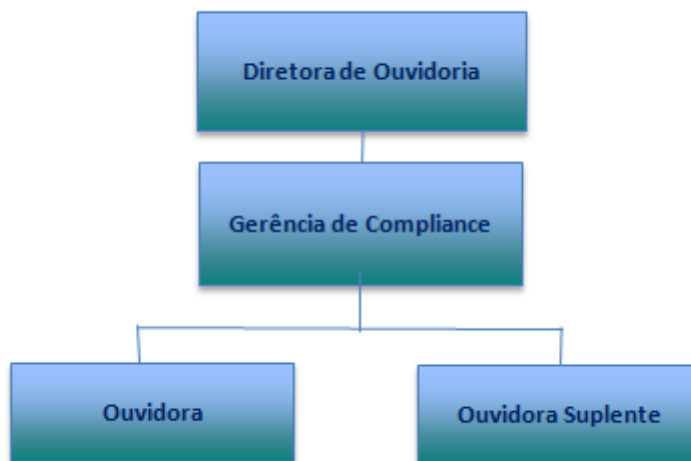 Diretora de Ouvidoria
Gerência de Compliance
Ouvidora
Ouvidora Suplente